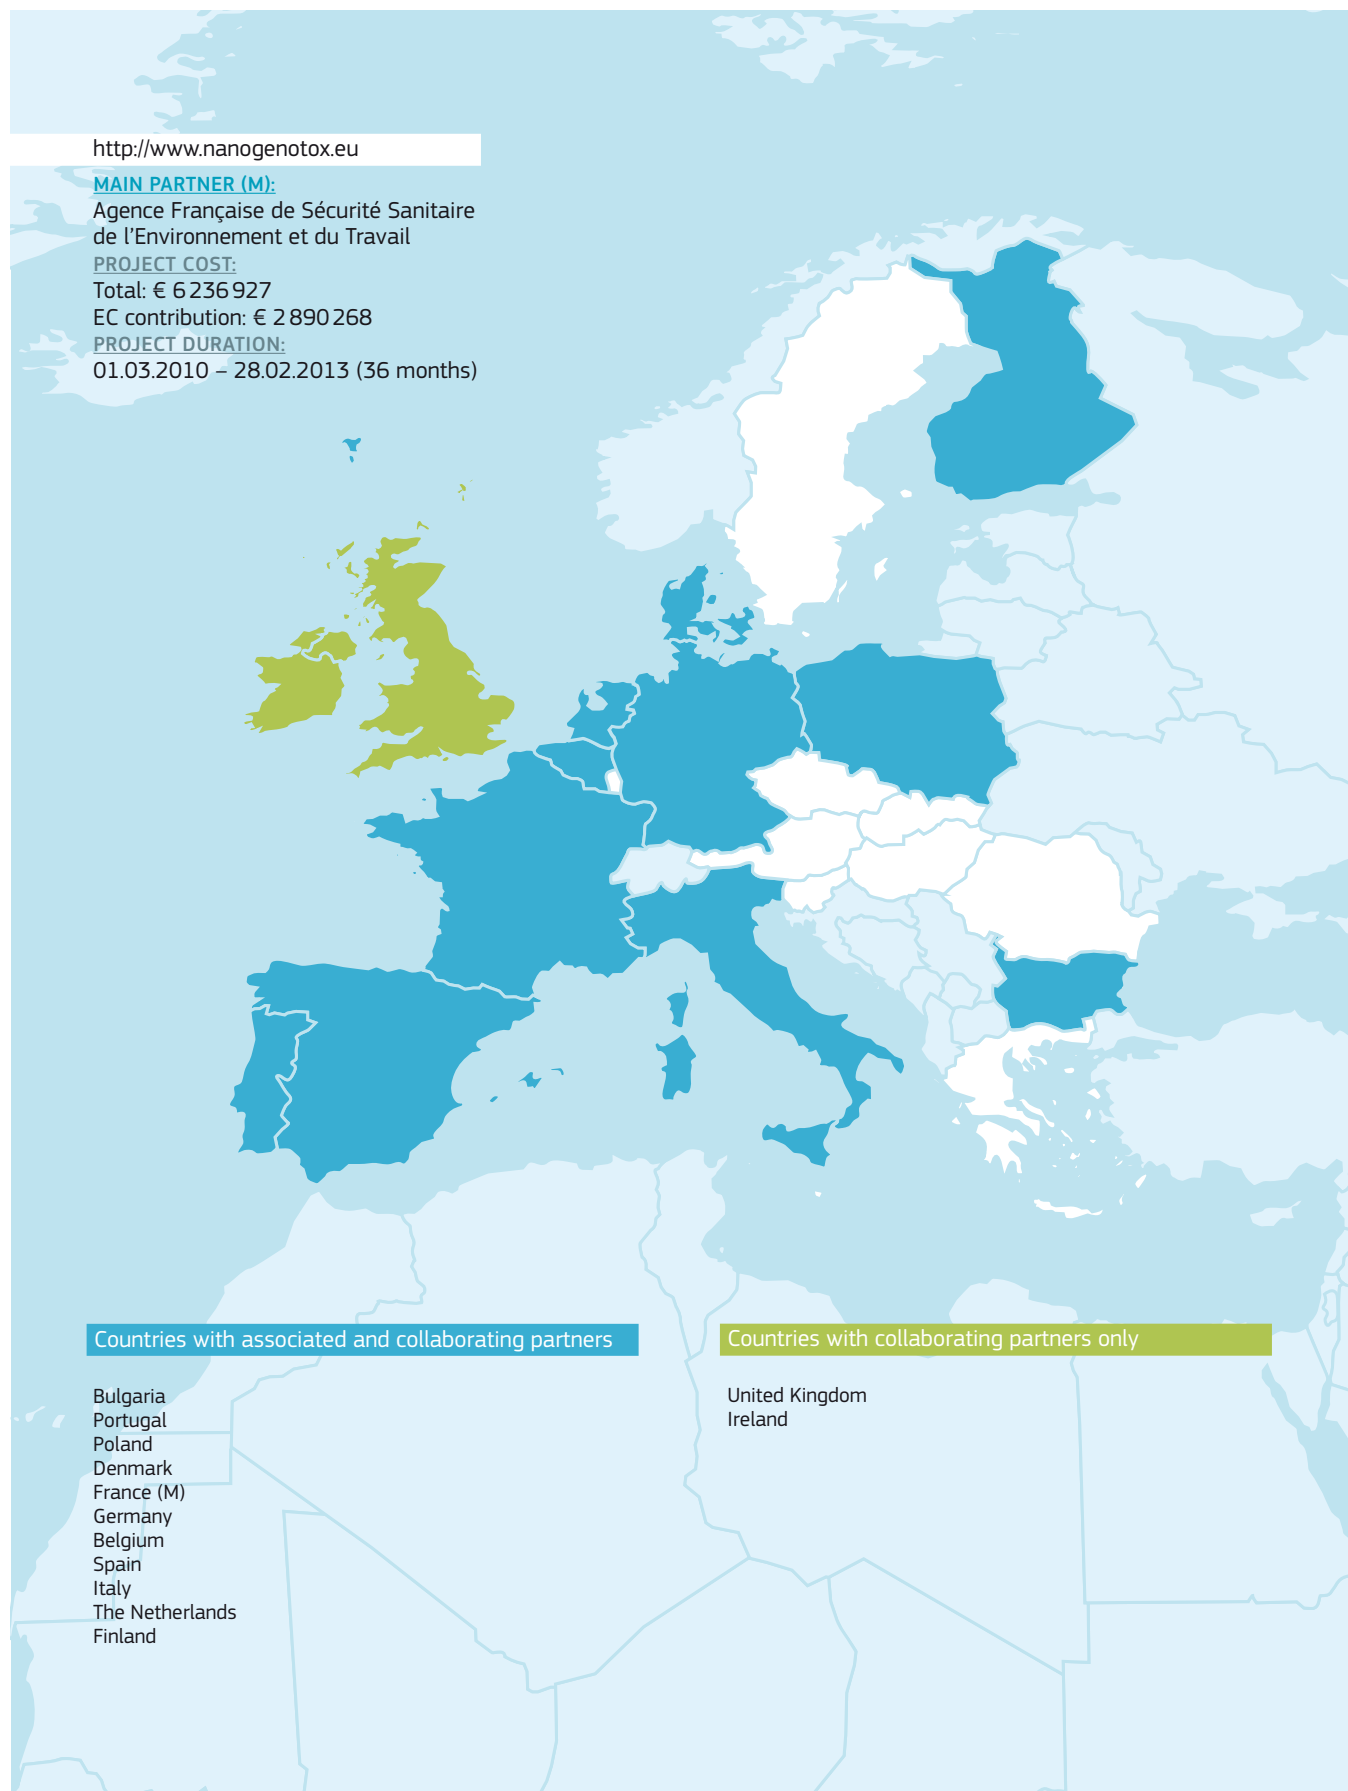 http://www.nanogenotox.eu
MAIN PARTNER (M):
Agence Française de Sécurité Sanitaire
de l'Environnement et du Travail
PROJECT COST:
Total: € 6 236 927
EC contribution: € 2 890 268
PROJECT DURATION:
01.03.2010 – 28.02.2013 (36 months)
Countries with associated and collaborating partners
Bulgaria
Portugal
Poland
Denmark
France (M)
Germany
Belgium
Spain
Italy
The Netherlands
Finland
Countries with collaborating partners only
United Kingdom
Ireland